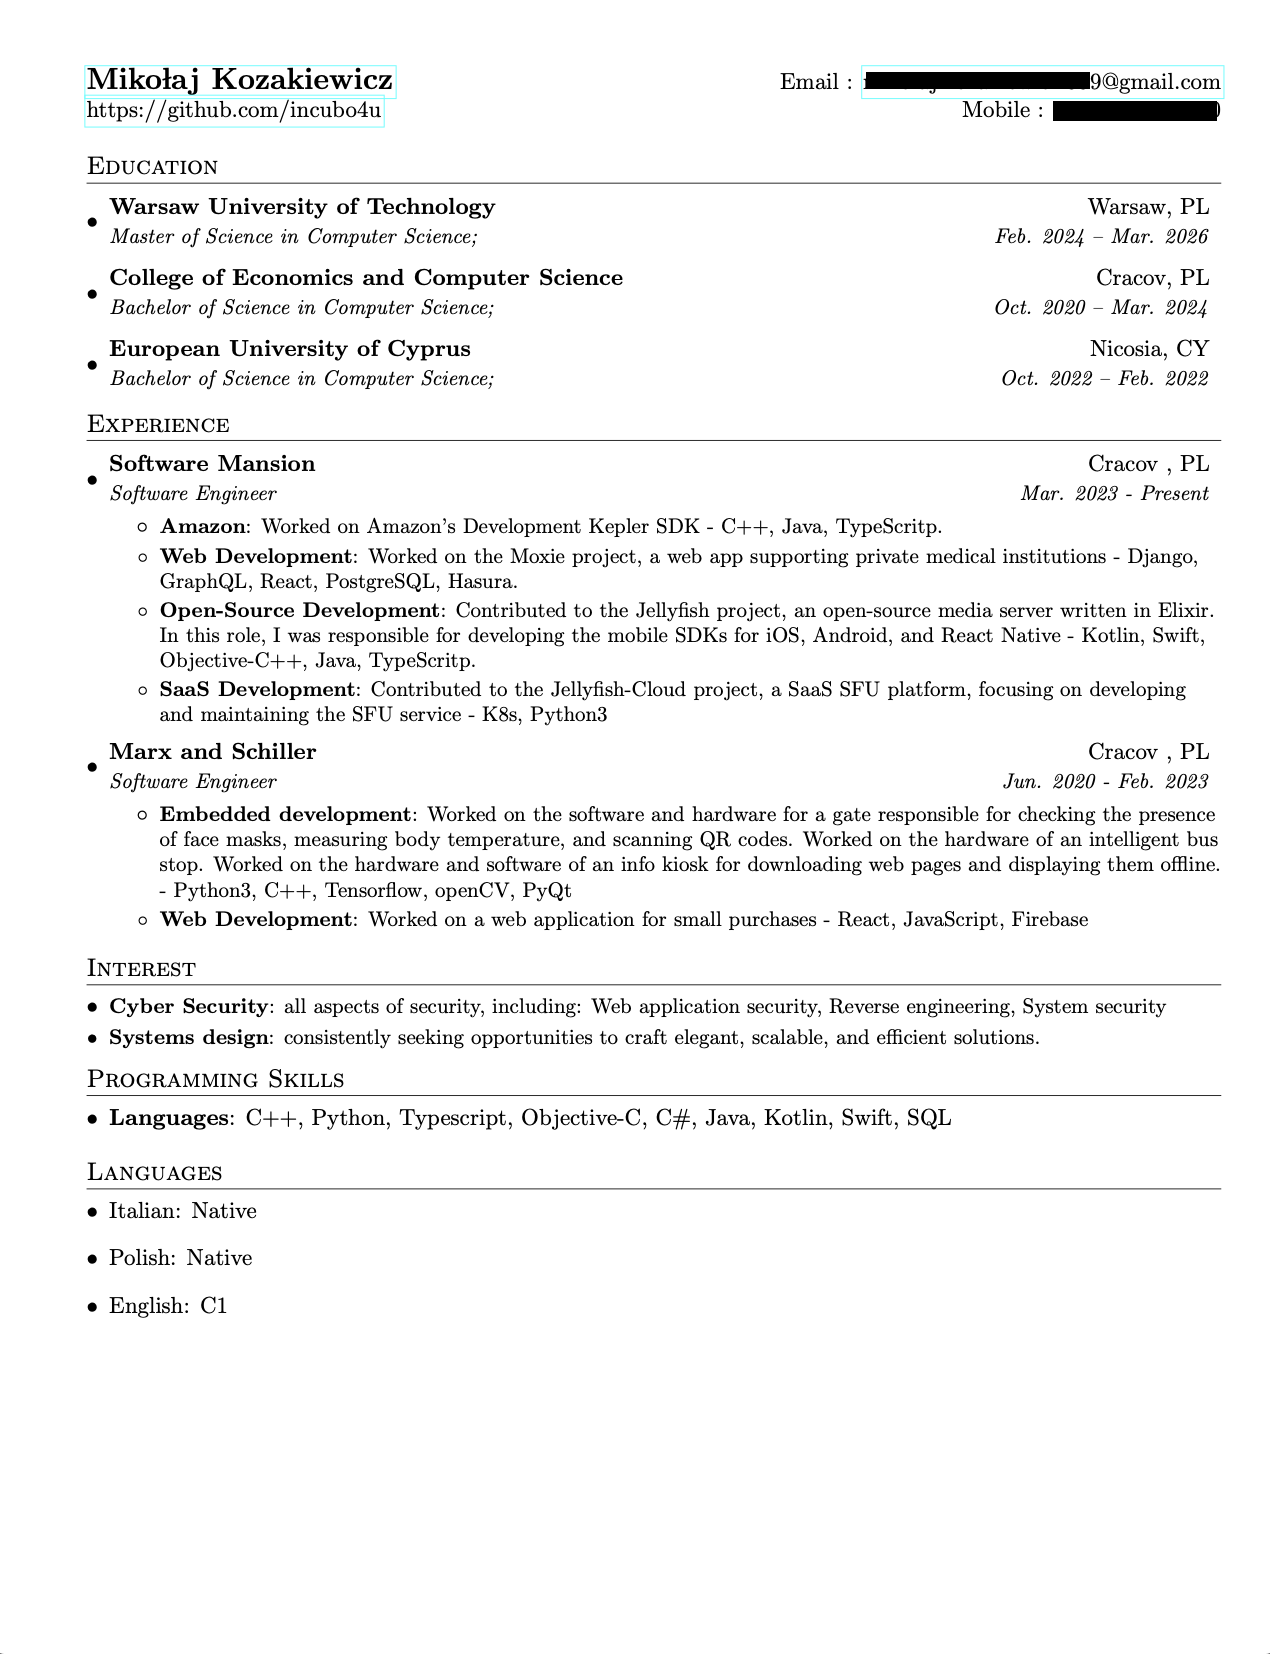 Mikołaj Kozakiewicz
Email : 9@gmail.com
https://github.com/incubo4u
Mobile :
Education
Warsaw University of Technology
Warsaw, PL
Master of Science in Computer Science;
Feb. 2024 – Mar. 2026
College of Economics and Computer Science
Cracov, PL
Bachelor of Science in Computer Science;
Oct. 2020 – Mar. 2024
European University of Cyprus
Nicosia, CY
Bachelor of Science in Computer Science;
Oct. 2022 – Feb. 2022
Experience
Software Mansion
Cracov , PL
Software Engineer
Mar. 2023 - Present
Amazon: Worked on Amazon's Development Kepler SDK - C++, Java, TypeScritp.
Web Development: Worked on the Moxie project, a web app supporting private medical institutions - Django,
GraphQL, React, PostgreSQL, Hasura.
Open-Source Development: Contributed to the Jellyfish project, an open-source media server written in Elixir.
In this role, I was responsible for developing the mobile SDKs for iOS, Android, and React Native - Kotlin, Swift,
Objective-C++, Java, TypeScritp.
SaaS Development: Contributed to the Jellyfish-Cloud project, a SaaS SFU platform, focusing on developing
and maintaining the SFU service - K8s, Python3
Marx and Schiller
Cracov , PL
Software Engineer
Jun. 2020 - Feb. 2023
Embedded development: Worked on the software and hardware for a gate responsible for checking the presence
of face masks, measuring body temperature, and scanning QR codes. Worked on the hardware of an intelligent bus
stop. Worked on the hardware and software of an info kiosk for downloading web pages and displaying them offline.
- Python3, C++, Tensorflow, openCV, PyQt
Web Development: Worked on a web application for small purchases - React, JavaScript, Firebase
Interest
Cyber Security: all aspects of security, including: Web application security, Reverse engineering, System security
Systems design: consistently seeking opportunities to craft elegant, scalable, and efficient solutions.
Programming Skills
Languages: C++, Python, Typescript, Objective-C, C#, Java, Kotlin, Swift, SQL
Languages
Italian: Native
Polish: Native
English: C1